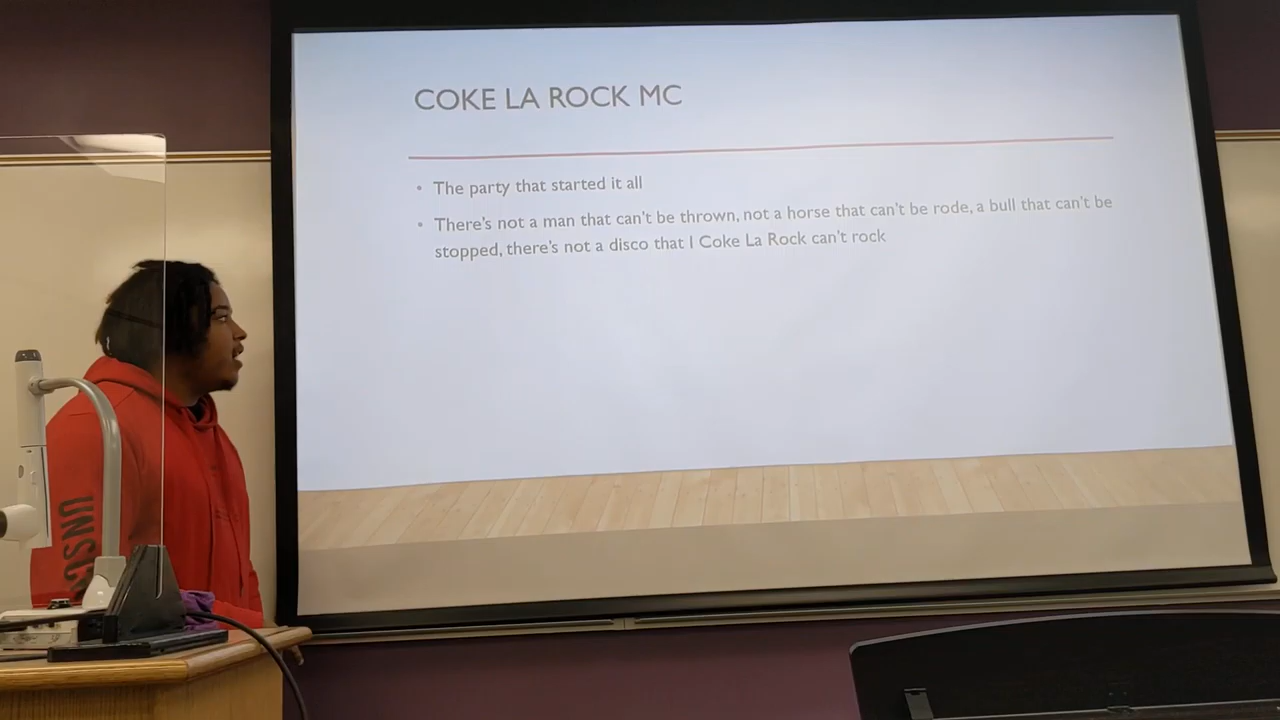 COKE LA ROCK MC
• The party that started it all
• There's not a man that can't be thrown, not a horse that can't be rode, a bull that can't be
stopped, there's not a disco that I Coke La Rock can't rock